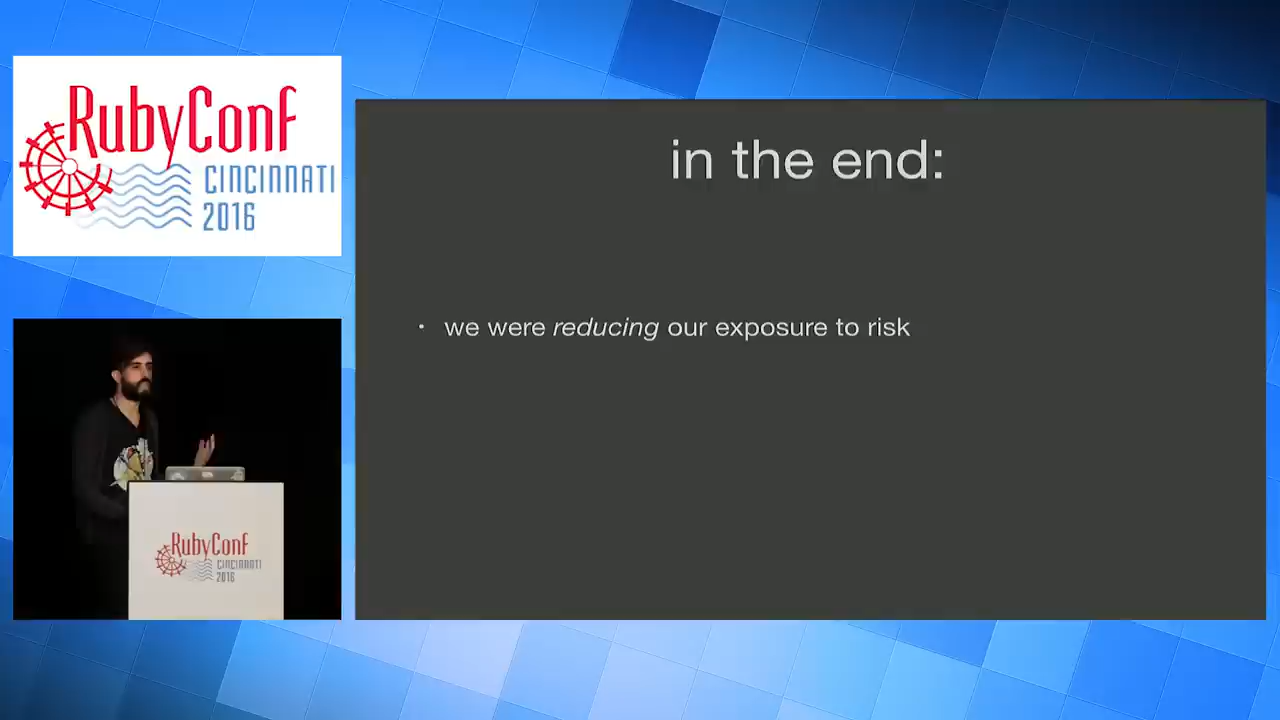 RubyConf
CINCINNATI
2016
in the end:
• we were reducing our exposure to risk
RubyConf
CINCINNATI
2016